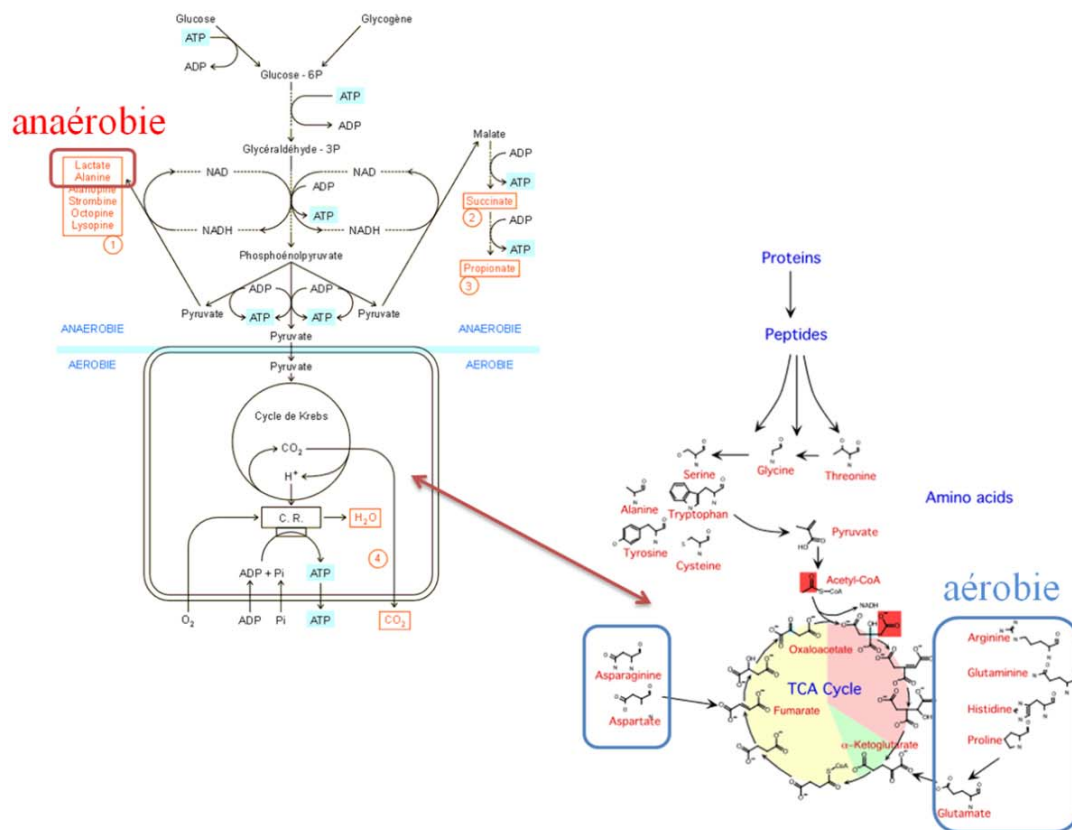 Glucose
Glycogène
ATP
ADP
Glucose - 6P
ATP
ADP
anaérobie
Glycéraldéhyde - 3P
Malate
Lactate
Alanine
Alanopine
Strombine
Octopine
Lysopine
1
NAD
NAD
ADP
ATP
NADH
NADH
ADP
ATP
Succinate
2
ADP
ATP
Propionate
3
Phosphoénolpyruvate
ADP
ADP
Pyruvate
ATP
ATP
Pyruvate
ANAEROBIE
ANAEROBIE
Pyruvate
AEROBIE
AEROBIE
Pyruvate
Cycle de Krebs
CO2
H+
C. R.
H2O
4
ADP + Pi
ATP
O2
ADP
Pi
ATP
CO2
Proteins
Peptides
Serine
Glycine
Threonine
Amino acids
Alanine
Tryptophan
Tyrosine
Cysteine
Pyruvate
HO
Acetyl-CoA
S-CoA
NADH
aérobie
Oxaloacetate
TCA Cycle
Fumarate
α-Ketoglutarate
S-CoA
Asparaginine
Aspartate
Arginine
Glutaminine
Histidine
Proline
Glutamate